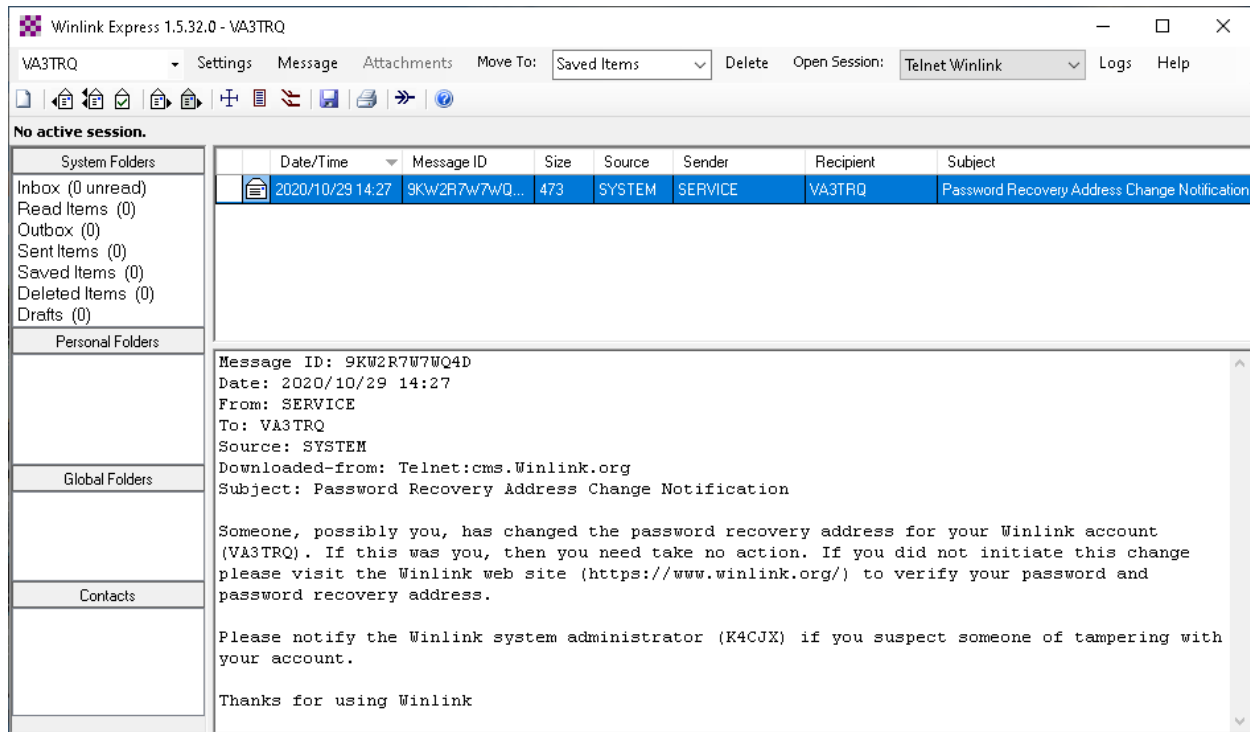 Winlink Express 1.5.32.0 - VA3TRQ
VA3TRQ Settings Message Attachments Move To: Saved Items Delete Open Session: Telnet Winlink Logs Help
No active session.
System Folders
Inbox (0 unread)
Read Items (0)
Outbox (0)
Sent Items (0)
Saved Items (0)
Deleted Items (0)
Drafts (0)
Personal Folders
Global Folders
Contacts
Date/Time Message ID Size Source Sender Recipient Subject
2020/10/29 14:27 9KW2R7W7WQ... 473 SYSTEM SERVICE VA3TRQ Password Recovery Address Change Notification
Message ID: 9KW2R7W7WQ4D
Date: 2020/10/29 14:27
From: SERVICE
To: VA3TRQ
Source: SYSTEM
Downloaded-from: Telnet:cms.Winlink.org
Subject: Password Recovery Address Change Notification
Someone, possibly you, has changed the password recovery address for your Winlink account
(VA3TRQ). If this was you, then you need take no action. If you did not initiate this change
please visit the Winlink web site (https://www.winlink.org/) to verify your password and
password recovery address.
Please notify the Winlink system administrator (K4CJX) if you suspect someone of tampering with
your account.
Thanks for using Winlink